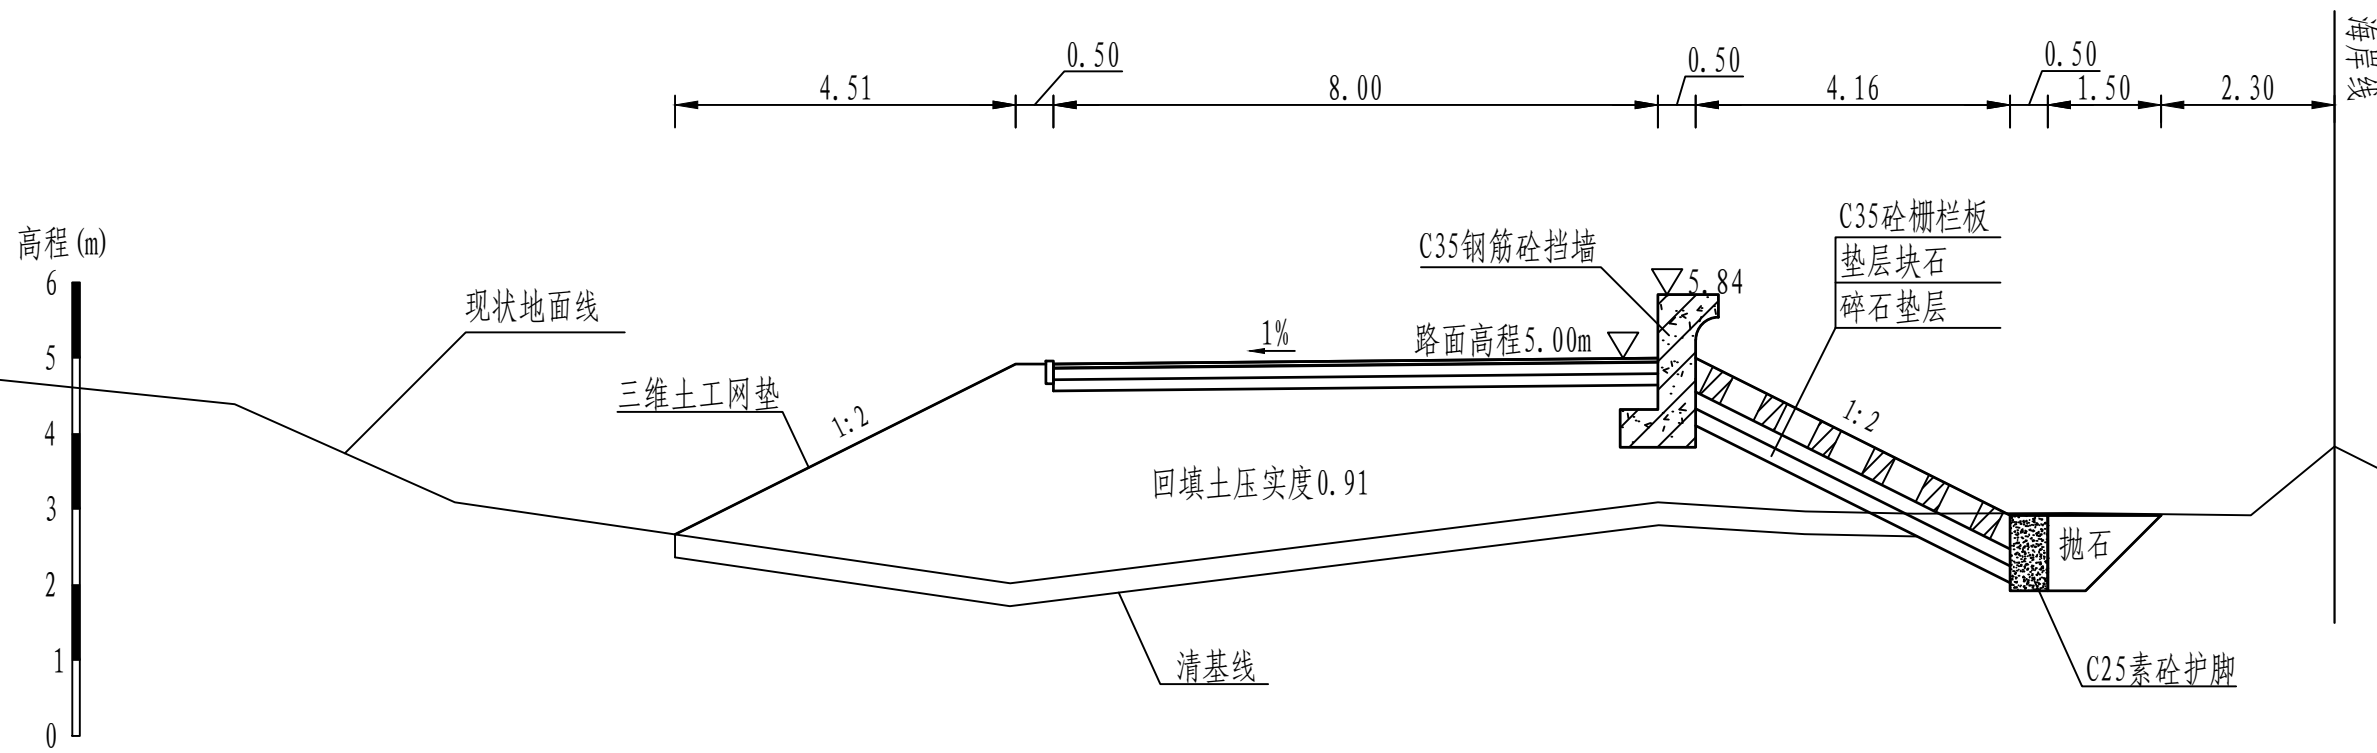 海岸线
0.50
0.50
0.50
4.51
8.00
4.16
1.50
2.30
C35砼栅栏板
垫层块石
碎石垫层
高程(m)
C35钢筋砼挡墙
6
5.84
现状地面线
1%
路面高程5.00m
5
三维土工网垫
1:2
1:2
4
回填土压实度0.91
3
抛石
2
1
清基线
C25素砼护脚
0